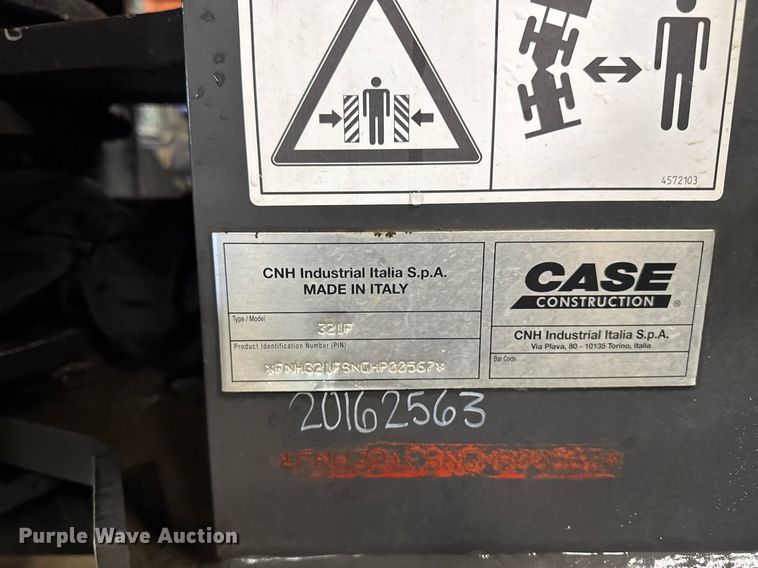 4572103
CNH Industrial Italia S.p.A.
MADE IN ITALY
Type / Model
321F
Product Identification Number (PIN)
CASE
CONSTRUCTION ®
CNH Industrial Italia S.p.A.
Via Plava, 80 - 10135 Torino, Italia
Bar Code
20162563
Purple Wave Auction